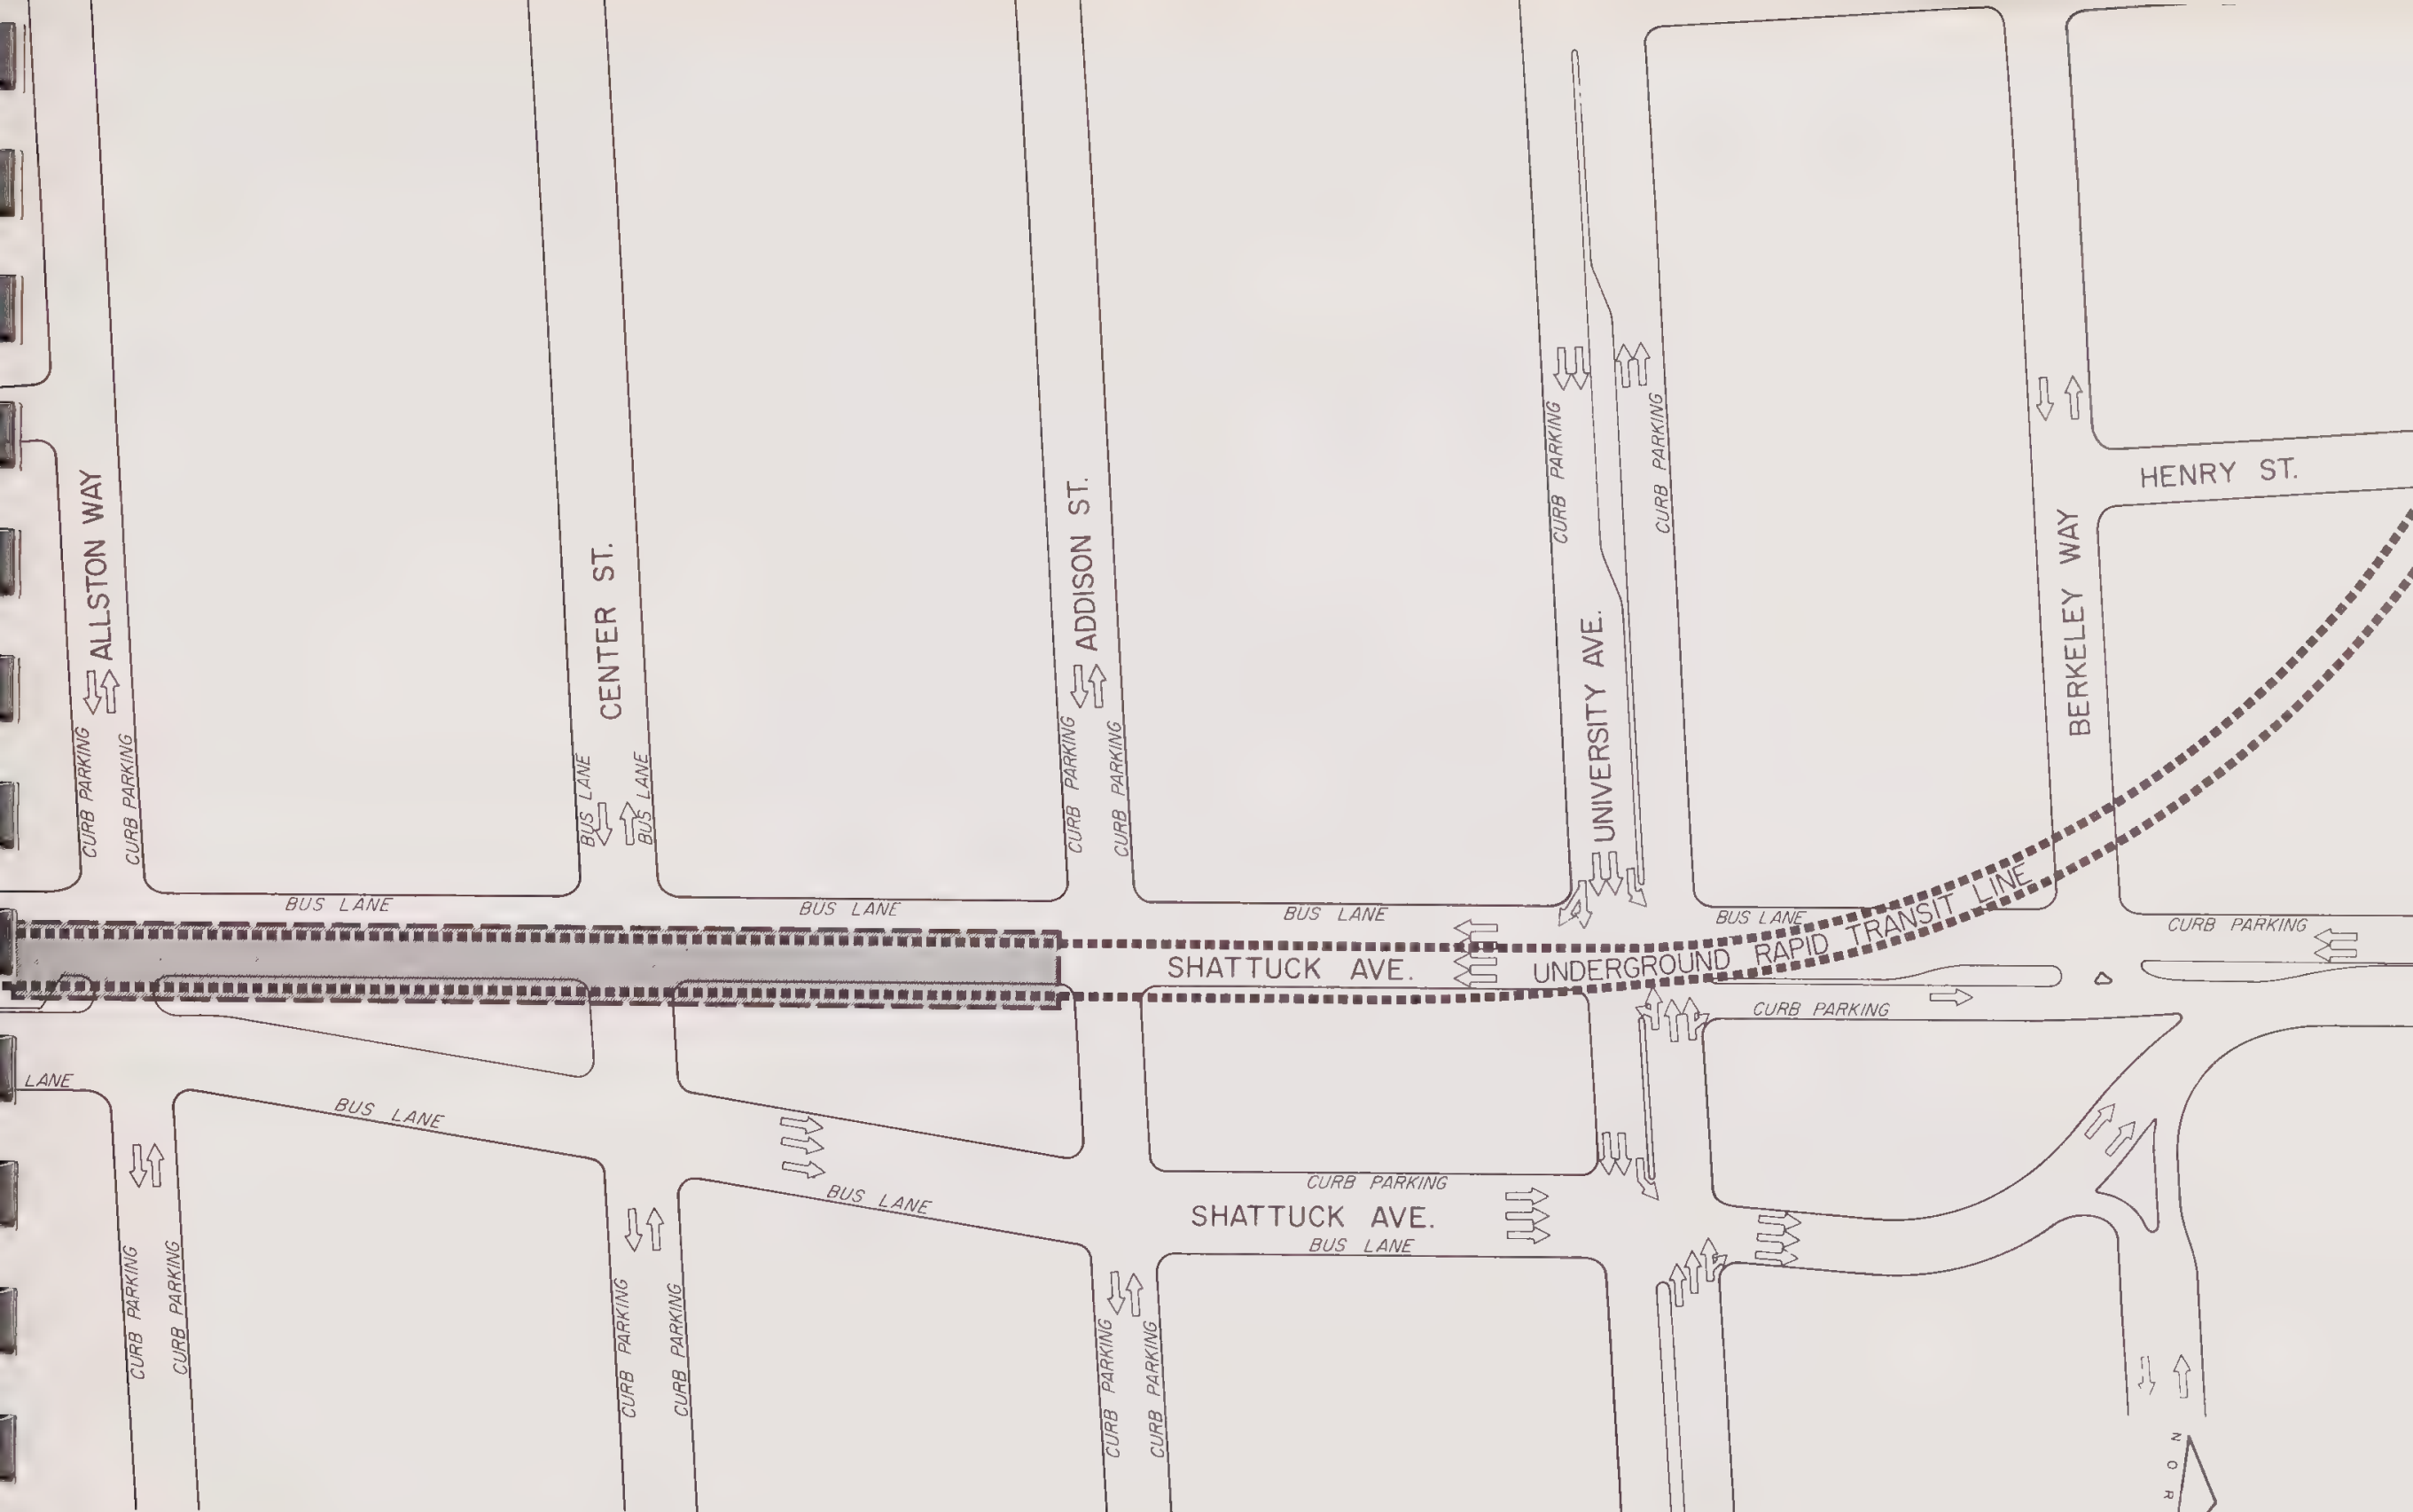 HENRY ST.
CURB PARKING
CURB PARKING
ALLSTON WAY
CENTER ST.
ADDISON ST.
UNIVERSITY AVE.
BERKELEY WAY
CURB PARKING
CURB PARKING
BUS LANE
BUS LANE
CURB PARKING
CURB PARKING
BUS LANE
BUS LANE
BUS LANE
BUS LANE
CURB PARKING
SHATTUCK AVE.
UNDERGROUND RAPID TRANSIT LINE
CURB PARKING
LANE
BUS LANE
BUS LANE
CURB PARKING
SHATTUCK AVE.
BUS LANE
CURB PARKING
CURB PARKING
CURB PARKING
CURB PARKING
CURB PARKING
CURB PARKING
NOR